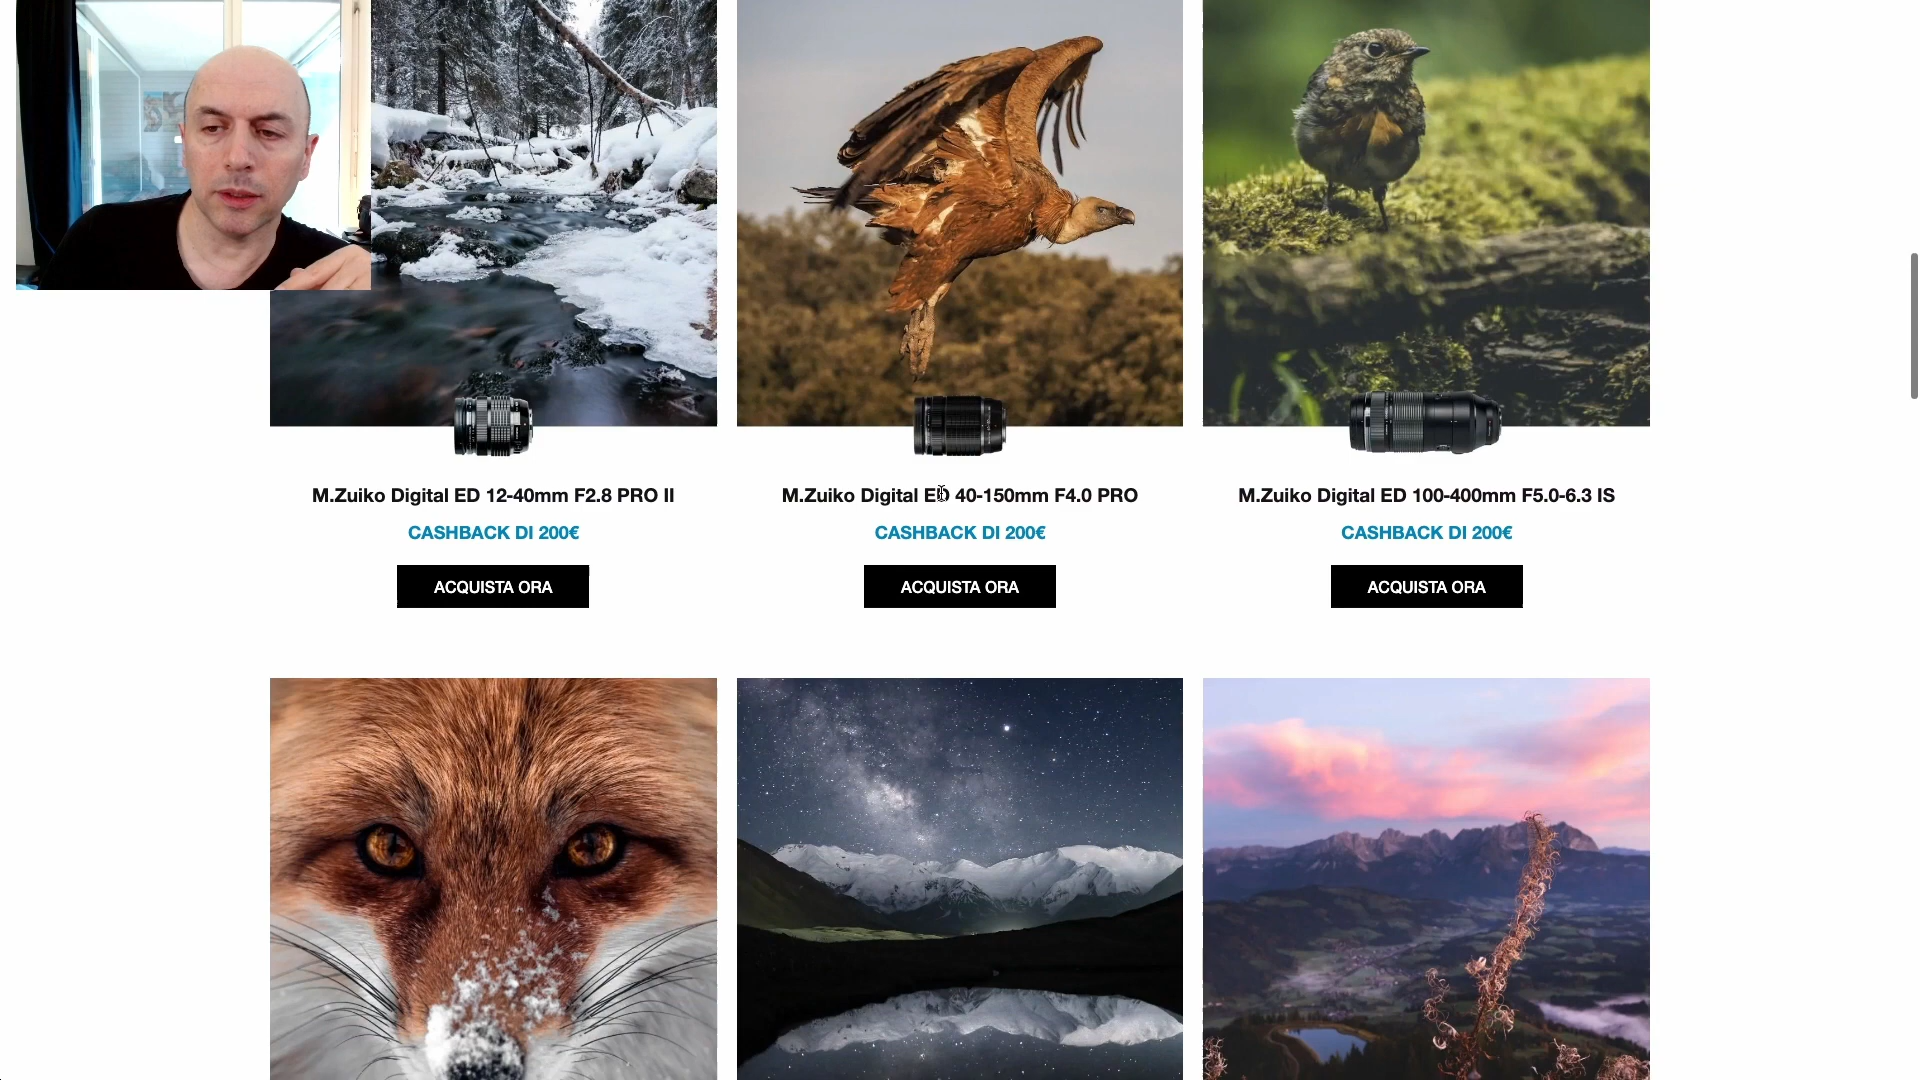 M.Zuiko Digital ED 12-40mm F2.8 PRO II
CASHBACK DI 200€
ACQUISTA ORA
M.Zuiko Digital ED 40-150mm F4.0 PRO
CASHBACK DI 200€
ACQUISTA ORA
M.Zuiko Digital ED 100-400mm F5.0-6.3 IS
CASHBACK DI 200€
ACQUISTA ORA